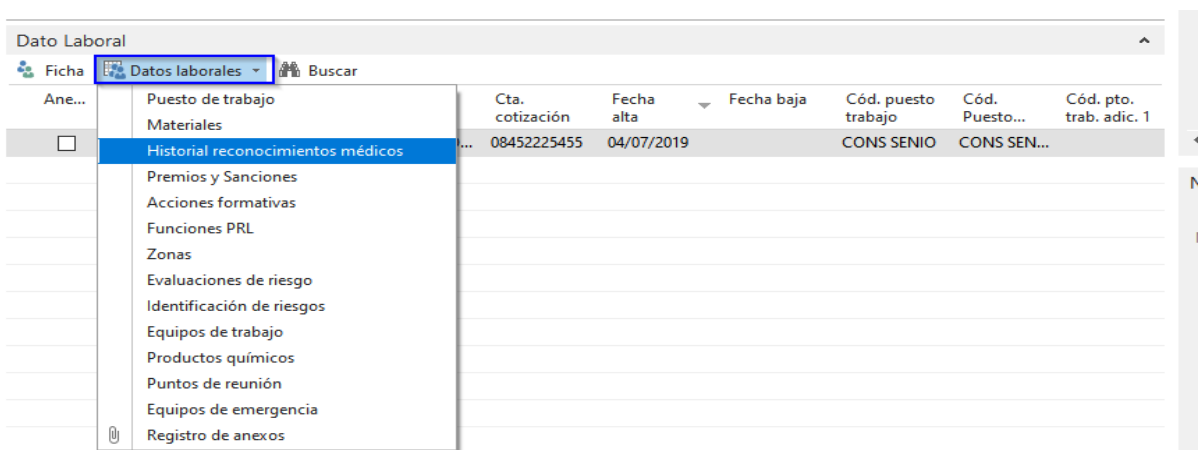 Dato Laboral
Ficha Datos laborales Buscar
Ane... Cta. cotización Fecha alta Fecha baja Cód. puesto trabajo Cód. Puesto... Cód. pto. trab. adic. 1
... 08452225455 04/07/2019 CONS SENIO CONS SEN...
Puesto de trabajo
Materiales
Historial reconocimientos médicos
Premios y Sanciones
Acciones formativas
Funciones PRL
Zonas
Evaluaciones de riesgo
Identificación de riesgos
Equipos de trabajo
Productos químicos
Puntos de reunión
Equipos de emergencia
Registro de anexos